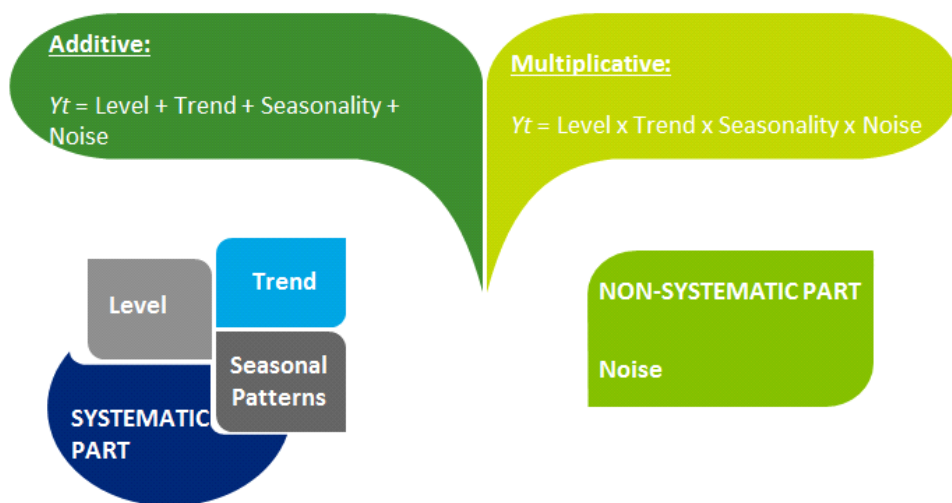 Additive:
Yt = Level + Trend + Seasonality +
Noise
Multiplicative:
Yt = Level x Trend x Seasonality x Noise
Level
Trend
Seasonal
Patterns
SYSTEMATIC
PART
NON-SYSTEMATIC PART
Noise